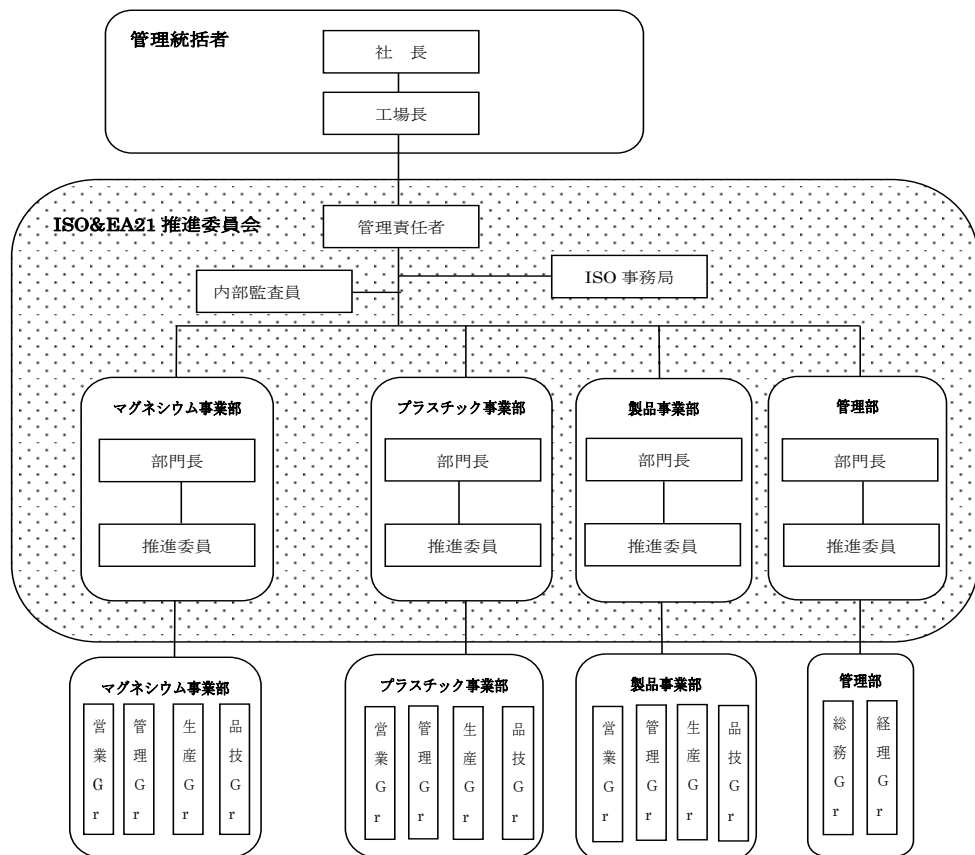 管理統括者
社 長
工場長
ISO&EA21 推進委員会
管理責任者
内部監査員
ISO 事務局
マグネシウム事業部
部門長
推進委員
プラスチック事業部
部門長
推進委員
製品事業部
部門長
推進委員
管理部
部門長
推進委員
マグネシウム事業部
営業Gr
管理Gr
生産Gr
品技Gr
プラスチック事業部
営業Gr
管理Gr
生産Gr
品技Gr
製品事業部
営業Gr
管理Gr
生産Gr
品技Gr
管理部
総務Gr
経理Gr